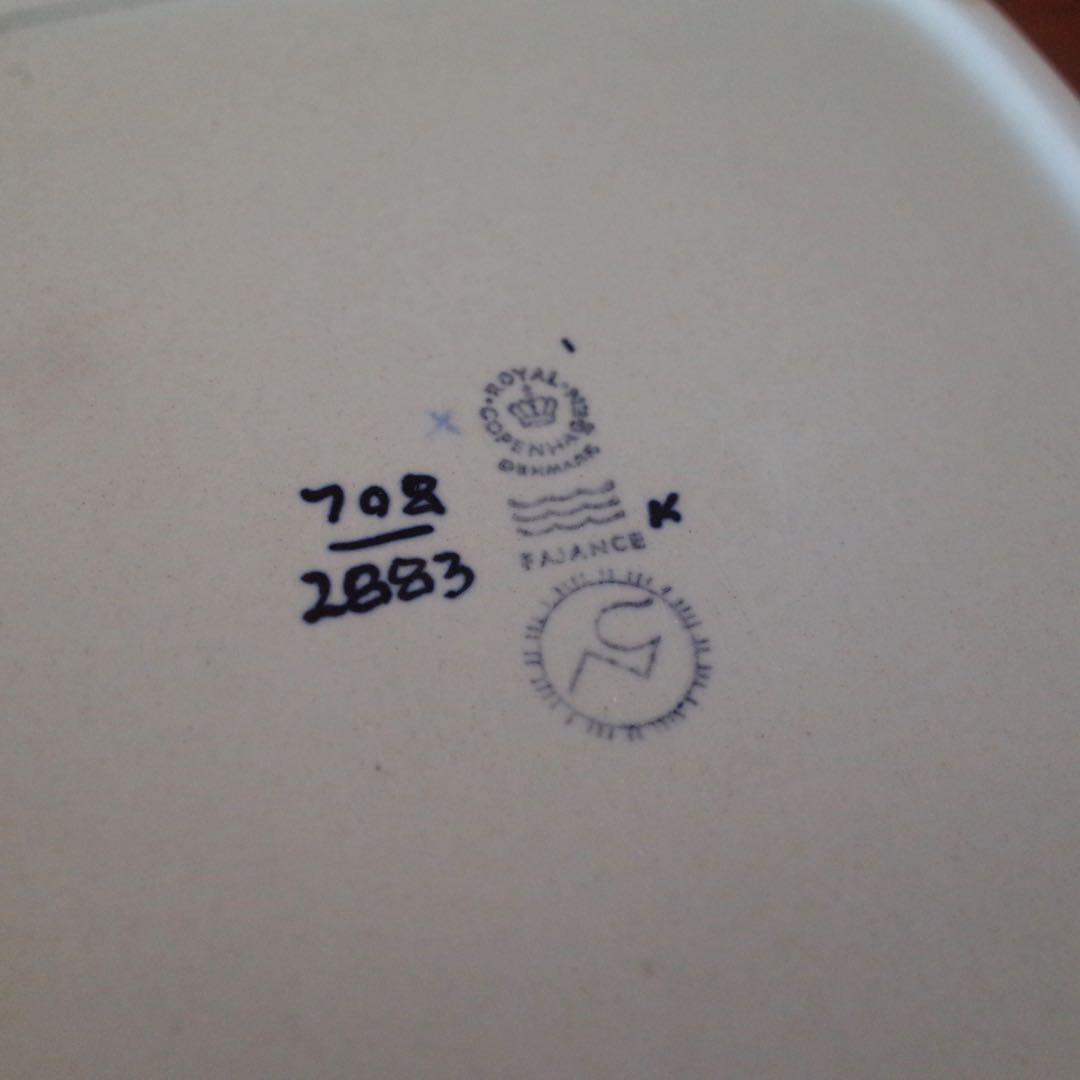 ROYAL COPENHAGEN
DENMARK
708
2883
K
FAJANCE